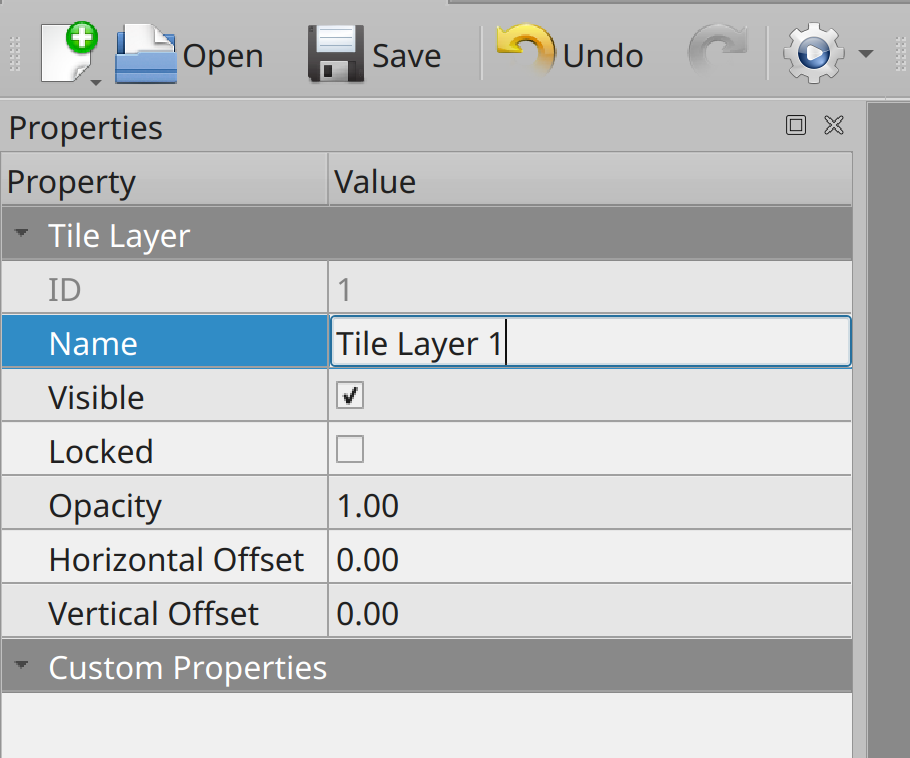 Open Save Undo
Properties
Property Value
Tile Layer
ID 1
Name Tile Layer 1
Visible
Locked
Opacity 1.00
Horizontal Offset 0.00
Vertical Offset 0.00
Custom Properties